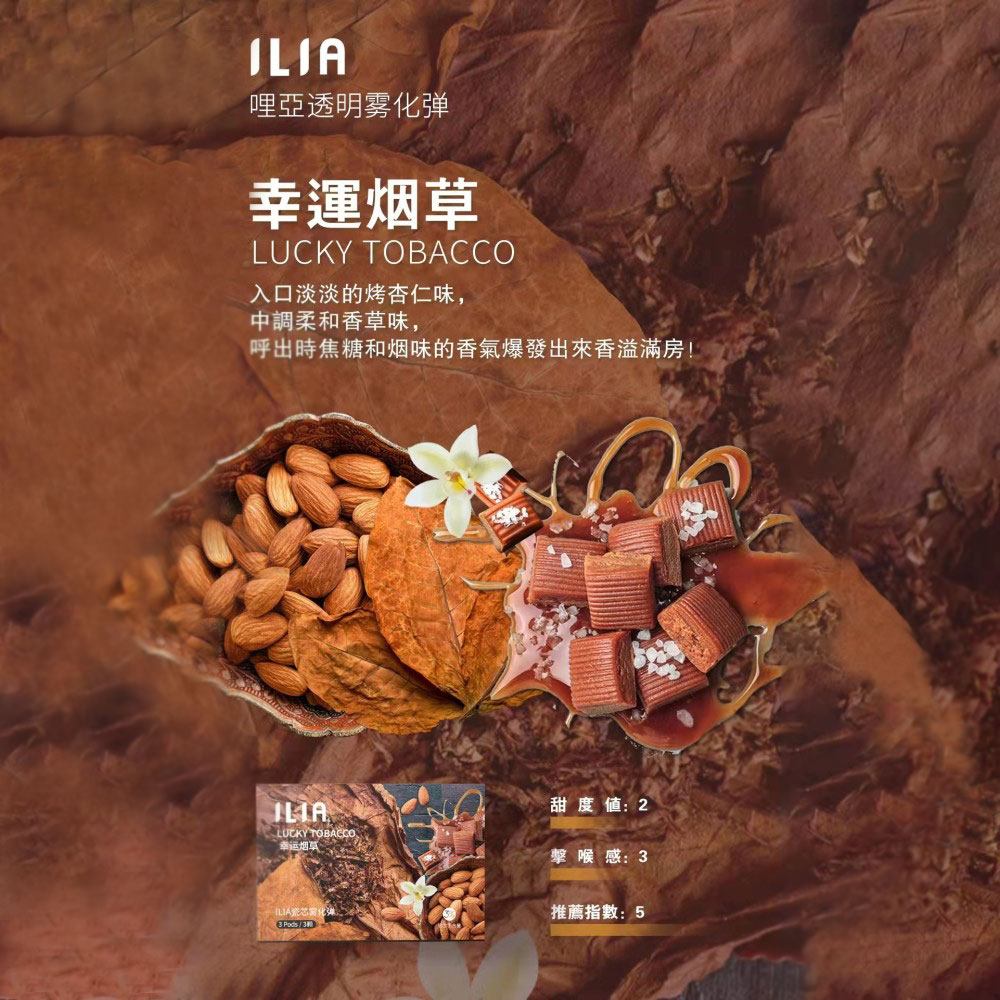 ILIA
哩亞透明雾化弹
幸運烟草
LUCKY TOBACCO
入口淡淡的烤杏仁味，
中調柔和香草味，
呼出時焦糖和烟味的香氣爆發出來香溢滿房！
ILIA
LUCKY TOBACCO
幸运烟草
ILIA瓷芯雾化弹
3 Pods / 3颗
甜度值：2
擊喉感：3
推薦指數：5